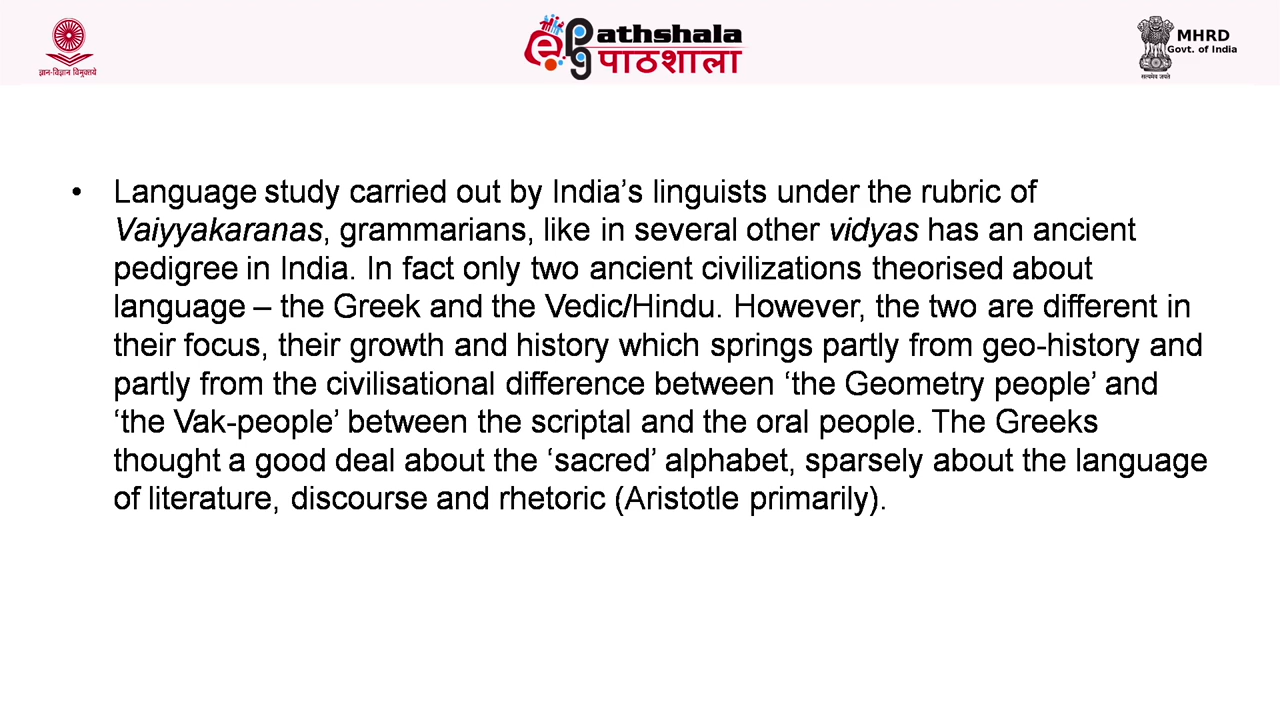 ज्ञान-विज्ञान विमुक्तये
ePathshala
pg पाठशाला
MHRD
Govt. of India
सत्यमेव जयते
• Language study carried out by India’s linguists under the rubric of
Vaiyyakaranas, grammarians, like in several other vidyas has an ancient
pedigree in India. In fact only two ancient civilizations theorised about
language – the Greek and the Vedic/Hindu. However, the two are different in
their focus, their growth and history which springs partly from geo-history and
partly from the civilisational difference between ‘the Geometry people’ and
‘the Vak-people’ between the scriptal and the oral people. The Greeks
thought a good deal about the ‘sacred’ alphabet, sparsely about the language
of literature, discourse and rhetoric (Aristotle primarily).